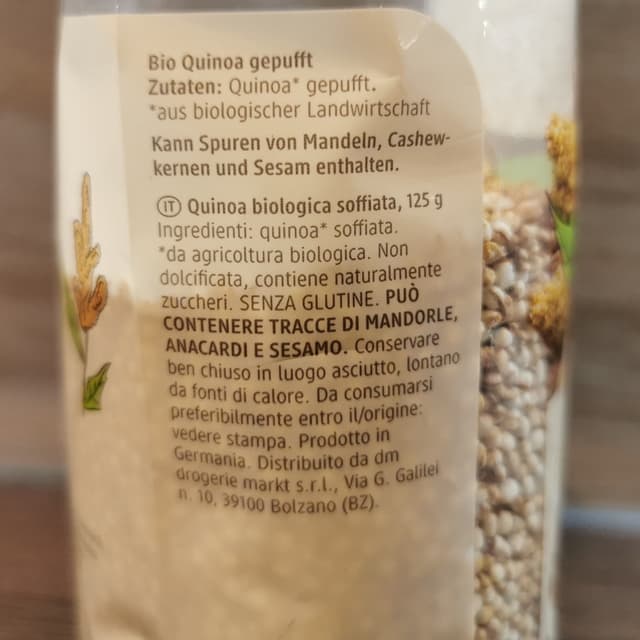 Bio Quinoa gepufft
Zutaten: Quinoa* gepufft.
*aus biologischer Landwirtschaft
Kann Spuren von Mandeln, Cashew-
kernen und Sesam enthalten.
IT Quinoa biologica soffiata, 125 g
Ingredienti: quinoa* soffiata.
*da agricoltura biologica. Non
dolcificata, contiene naturalmente
zuccheri. SENZA GLUTINE. PUÒ
CONTENERE TRACCE DI MANDORLE,
ANACARDI E SESAMO. Conservare
ben chiuso in luogo asciutto, lontano
da fonti di calore. Da consumarsi
preferibilmente entro il/origine:
vedere stampa. Prodotto in
Germania. Distribuito da dm
drogerie markt s.r.l., Via G. Galilei
n. 10, 39100 Bolzano (BZ).